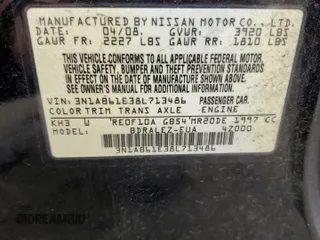 MANUFACTURED BY NISSAN MOTOR CO., LTD.
DATE 04/08. GVWR: 3920 LBS
GAWR FR: 2227 LBS GAWR RR: 1810 LBS
THIS VEHICLE CONFORMS TO ALL APPLICABLE FEDERAL MOTOR
VEHICLE SAFETY, BUMPER AND THEFT PREVENTION STANDARDS
IN EFFECT ON THE DATE OF MANUFACTURE SHOWN ABOVE.
SEE OWNER'S MANUAL FOR ADDITIONAL INFORMATION.
VIN: 3N1AB61E38L713486 PASSENGER CAR.
COLOR TRIM TRANS AXLE ENGINE
KH3 W RE0F10A GB54 MR20DE 1997 CC
MODEL BDRALEZ-EUA 4Z000
3N1AB61E38L713486